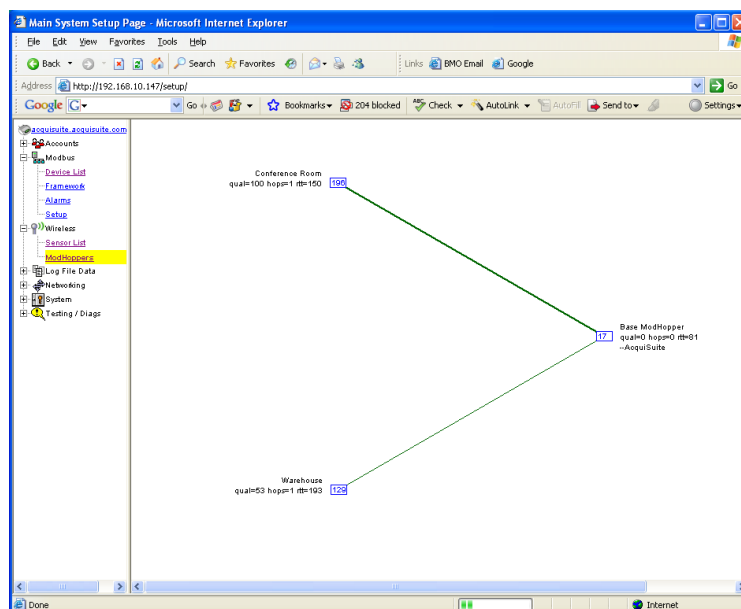 Main System Setup Page - Microsoft Internet Explorer
File Edit View Favorites Tools Help
Back Search Favorites Links BMO Email Google
Address http://192.168.10.147/setup/ Go
Google G Go Bookmarks 204 blocked Check AutoLink AutoFill Send to Settings
acquisuite.acquisuite.com
Accounts
Modbus
Device List
Framework
Alarms
Setup
Wireless
Sensor List
ModHoppers
Log File Data
Networking
System
Testing / Diags
Conference Room
qual=100 hops=1 rtt=150 196
Base ModHopper
17 qual=0 hops=0 rtt=81
--AcquiSuite
Warehouse
qual=53 hops=1 rtt=193 129
Done Internet